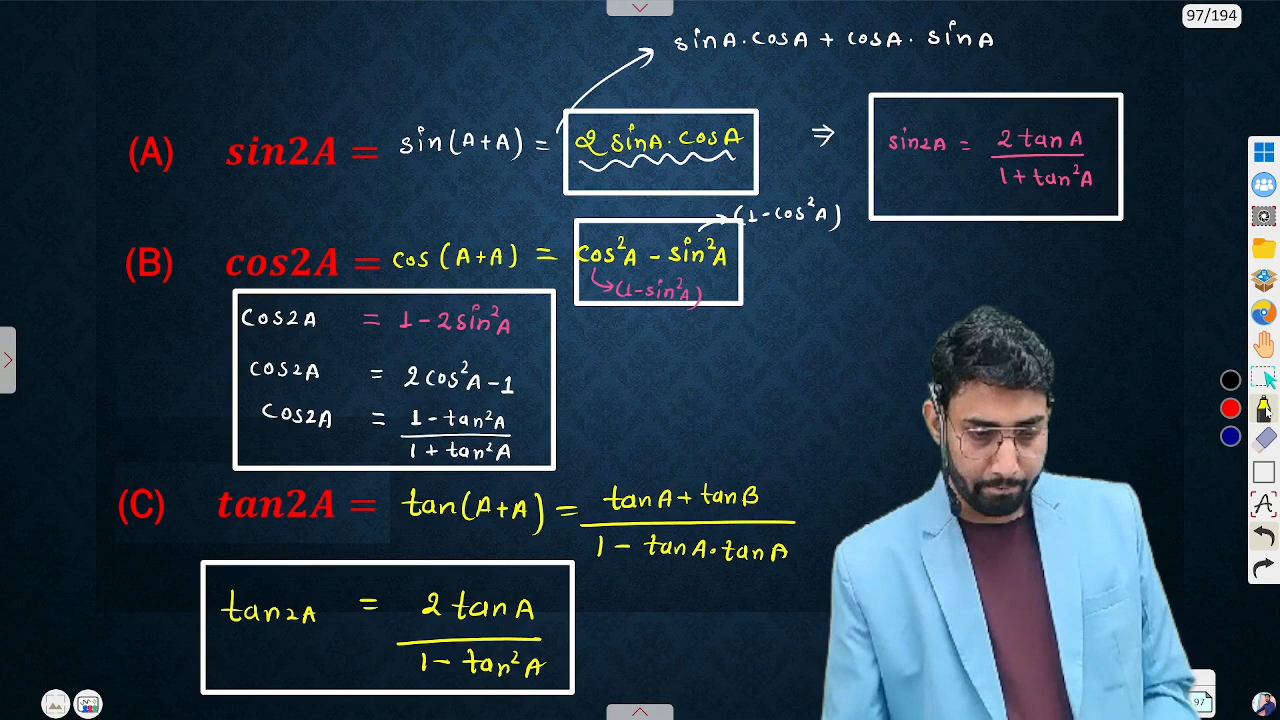 97/194
sinA.cosA + cosA. sinA
(A) sin2A = sin(A+A) = 2 sinA. cosA ⇒ sin2A = 2 tanA / 1 + tan²A
(1-cos²A)
(B) cos2A = cos (A+A) = cos²A - sin²A
(1-sin²A)
cos2A = 1-2sin²A
cos2A = 2cos²A-1
cos2A = 1-tan²A / 1+tan²A
(C) tan2A = tan(A+A) = tanA + tanB / 1 - tanA.tanA
tan2A = 2 tanA / 1- tan²A
97